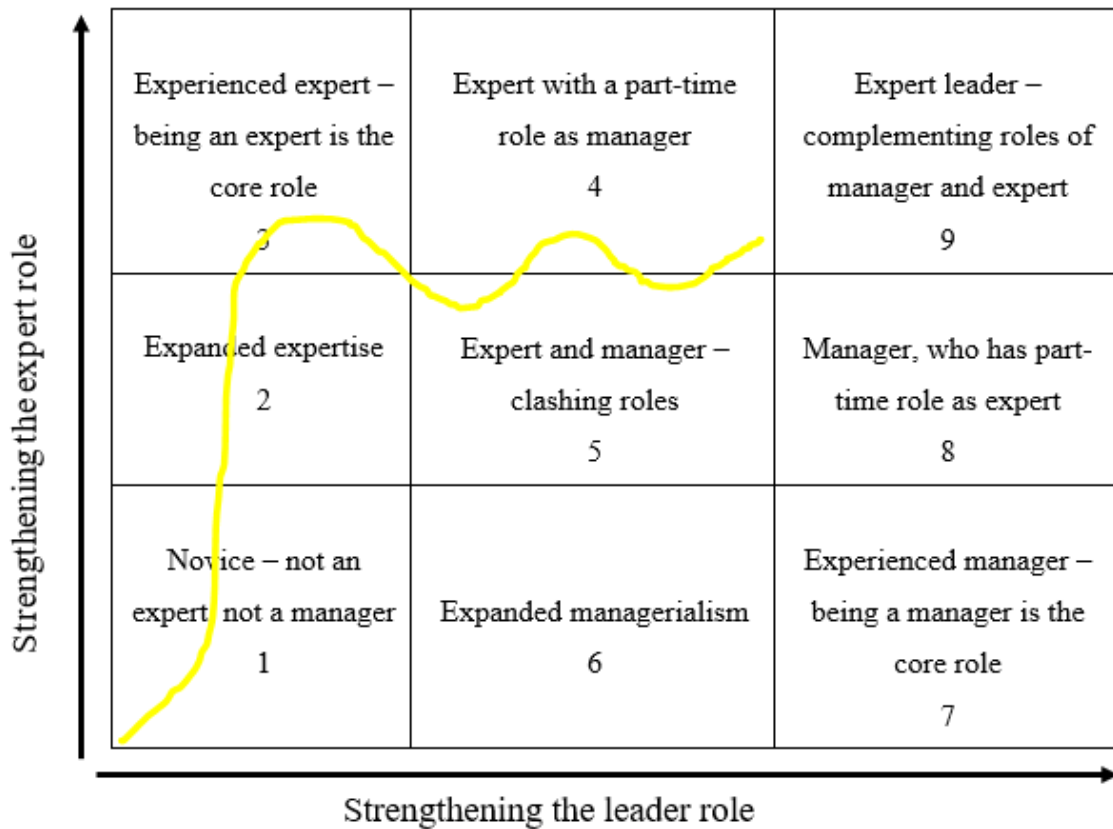 Strengthening the expert role
Experienced expert –
being an expert is the
core role
3
Expert with a part-time
role as manager
4
Expert leader –
complementing roles of
manager and expert
9
Expanded expertise
2
Expert and manager –
clashing roles
5
Manager, who has part-
time role as expert
8
Novice – not an
expert, not a manager
1
Expanded managerialism
6
Experienced manager –
being a manager is the
core role
7
Strengthening the leader role